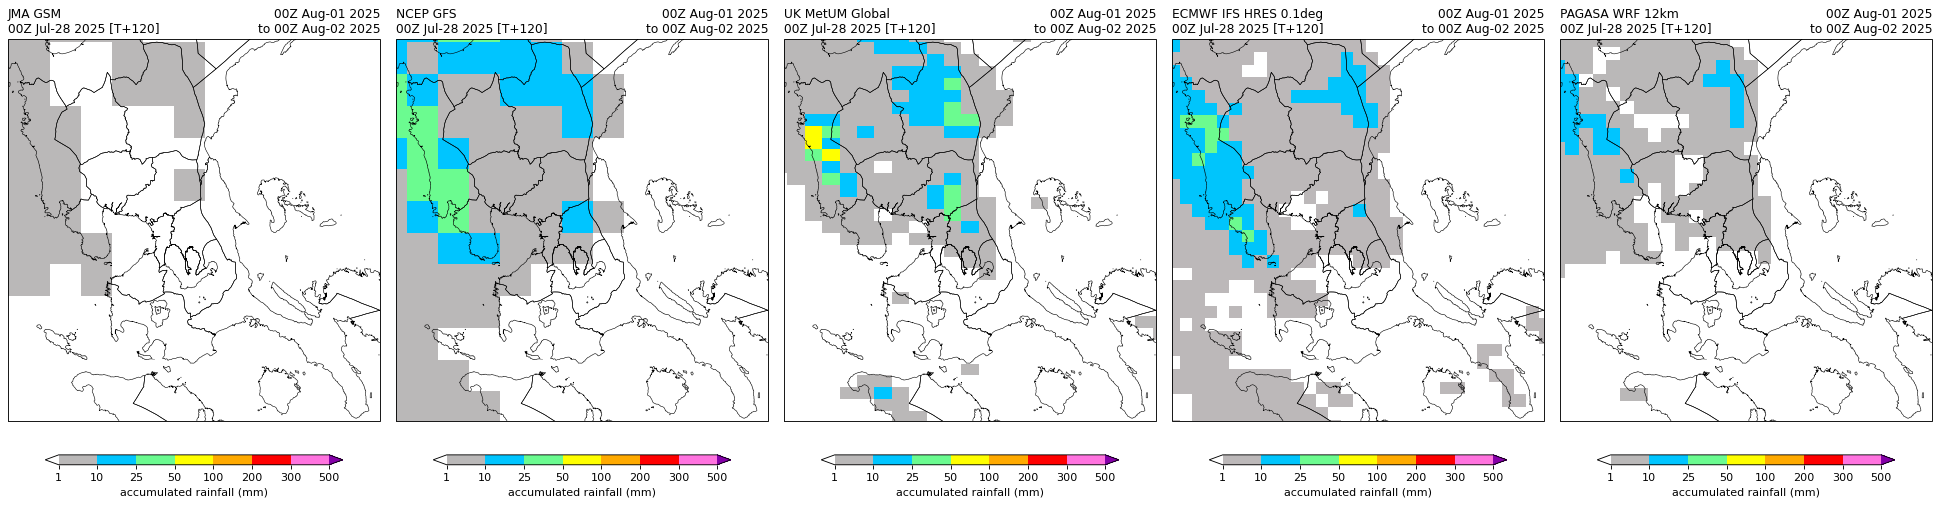 JMA GSM 00Z Aug-01 2025
00Z Jul-28 2025 [T+120] to 00Z Aug-02 2025
1 10 25 50 100 200 300 500
accumulated rainfall (mm)
NCEP GFS 00Z Aug-01 2025
00Z Jul-28 2025 [T+120] to 00Z Aug-02 2025
1 10 25 50 100 200 300 500
accumulated rainfall (mm)
UK MetUM Global 00Z Aug-01 2025
00Z Jul-28 2025 [T+120] to 00Z Aug-02 2025
1 10 25 50 100 200 300 500
accumulated rainfall (mm)
ECMWF IFS HRES 0.1deg 00Z Aug-01 2025
00Z Jul-28 2025 [T+120] to 00Z Aug-02 2025
1 10 25 50 100 200 300 500
accumulated rainfall (mm)
PAGASA WRF 12km 00Z Aug-01 2025
00Z Jul-28 2025 [T+120] to 00Z Aug-02 2025
1 10 25 50 100 200 300 500
accumulated rainfall (mm)